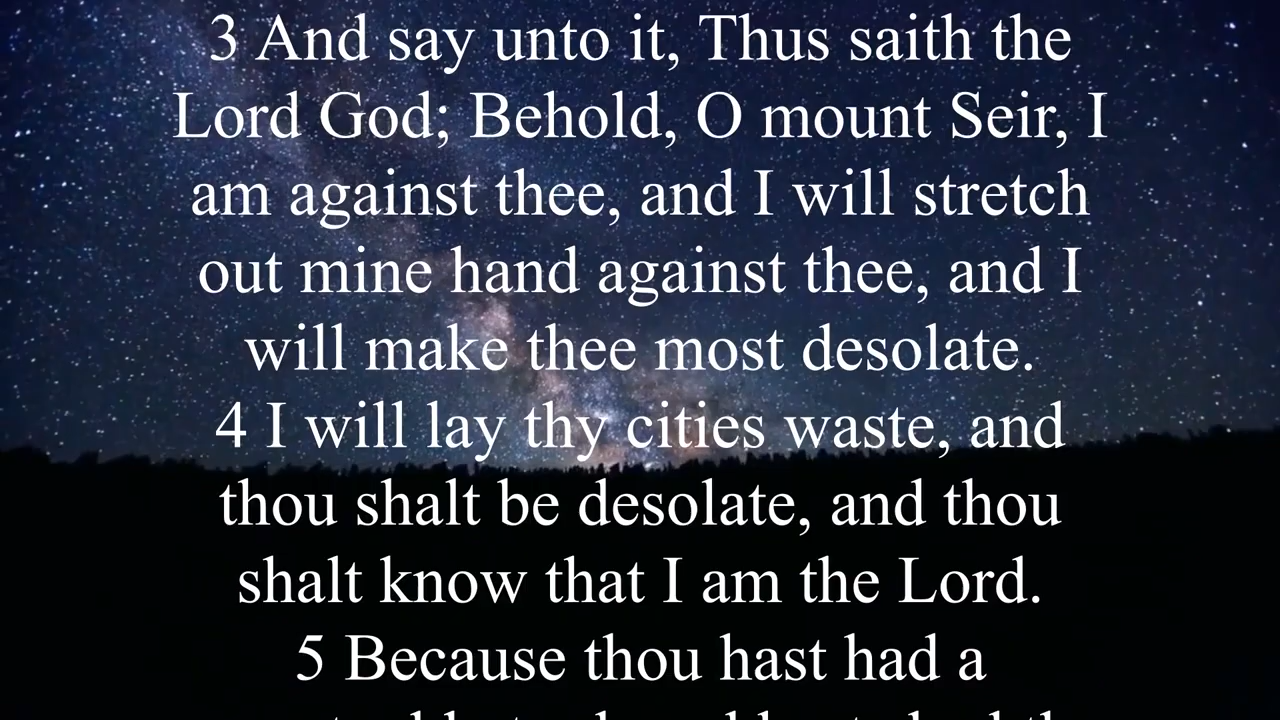 3 And say unto it, Thus saith the
Lord God; Behold, O mount Seir, I
am against thee, and I will stretch
out mine hand against thee, and I
will make thee most desolate.
4 I will lay thy cities waste, and
thou shalt be desolate, and thou
shalt know that I am the Lord.
5 Because thou hast had a